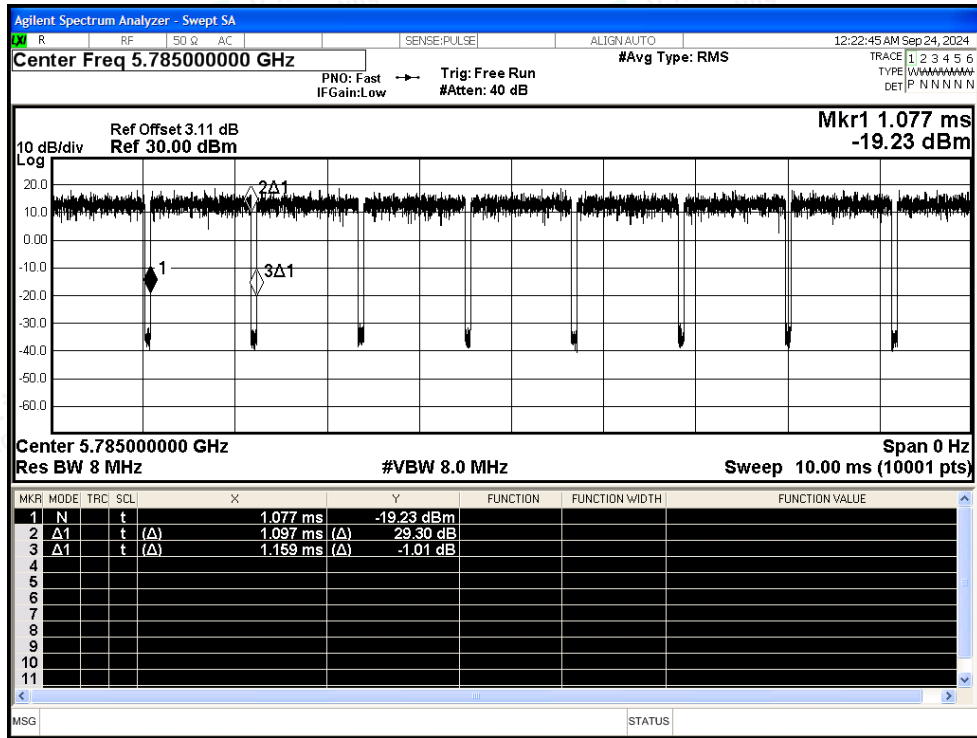 Agilent Spectrum Analyzer - Swept SA
LXI R RF 50 Ω AC SENSE:PULSE ALIGN AUTO 12:22:45 AM Sep 24, 2024
Center Freq 5.785000000 GHz #Avg Type: RMS TRACE 1 2 3 4 5 6
PNO: Fast Trig: Free Run TYPE W
IFGain:Low #Atten: 40 dB DET P N N N N N
Mkr1 1.077 ms
Ref Offset 3.11 dB
10 dB/div Ref 30.00 dBm -19.23 dBm
Log
20.0
2Δ1
10.0
0.00
-10.0
1
3Δ1
-20.0
-30.0
-40.0
-50.0
-60.0
Center 5.785000000 GHz Span 0 Hz
Res BW 8 MHz #VBW 8.0 MHz Sweep 10.00 ms (10001 pts)
MKR MODE TRC SCL X Y FUNCTION FUNCTION WIDTH FUNCTION VALUE
1 N t 1.077 ms -19.23 dBm
2 Δ1 t (Δ) 1.097 ms (Δ) 29.30 dB
3 Δ1 t (Δ) 1.159 ms (Δ) -1.01 dB
4
5
6
7
8
9
10
11
MSG STATUS